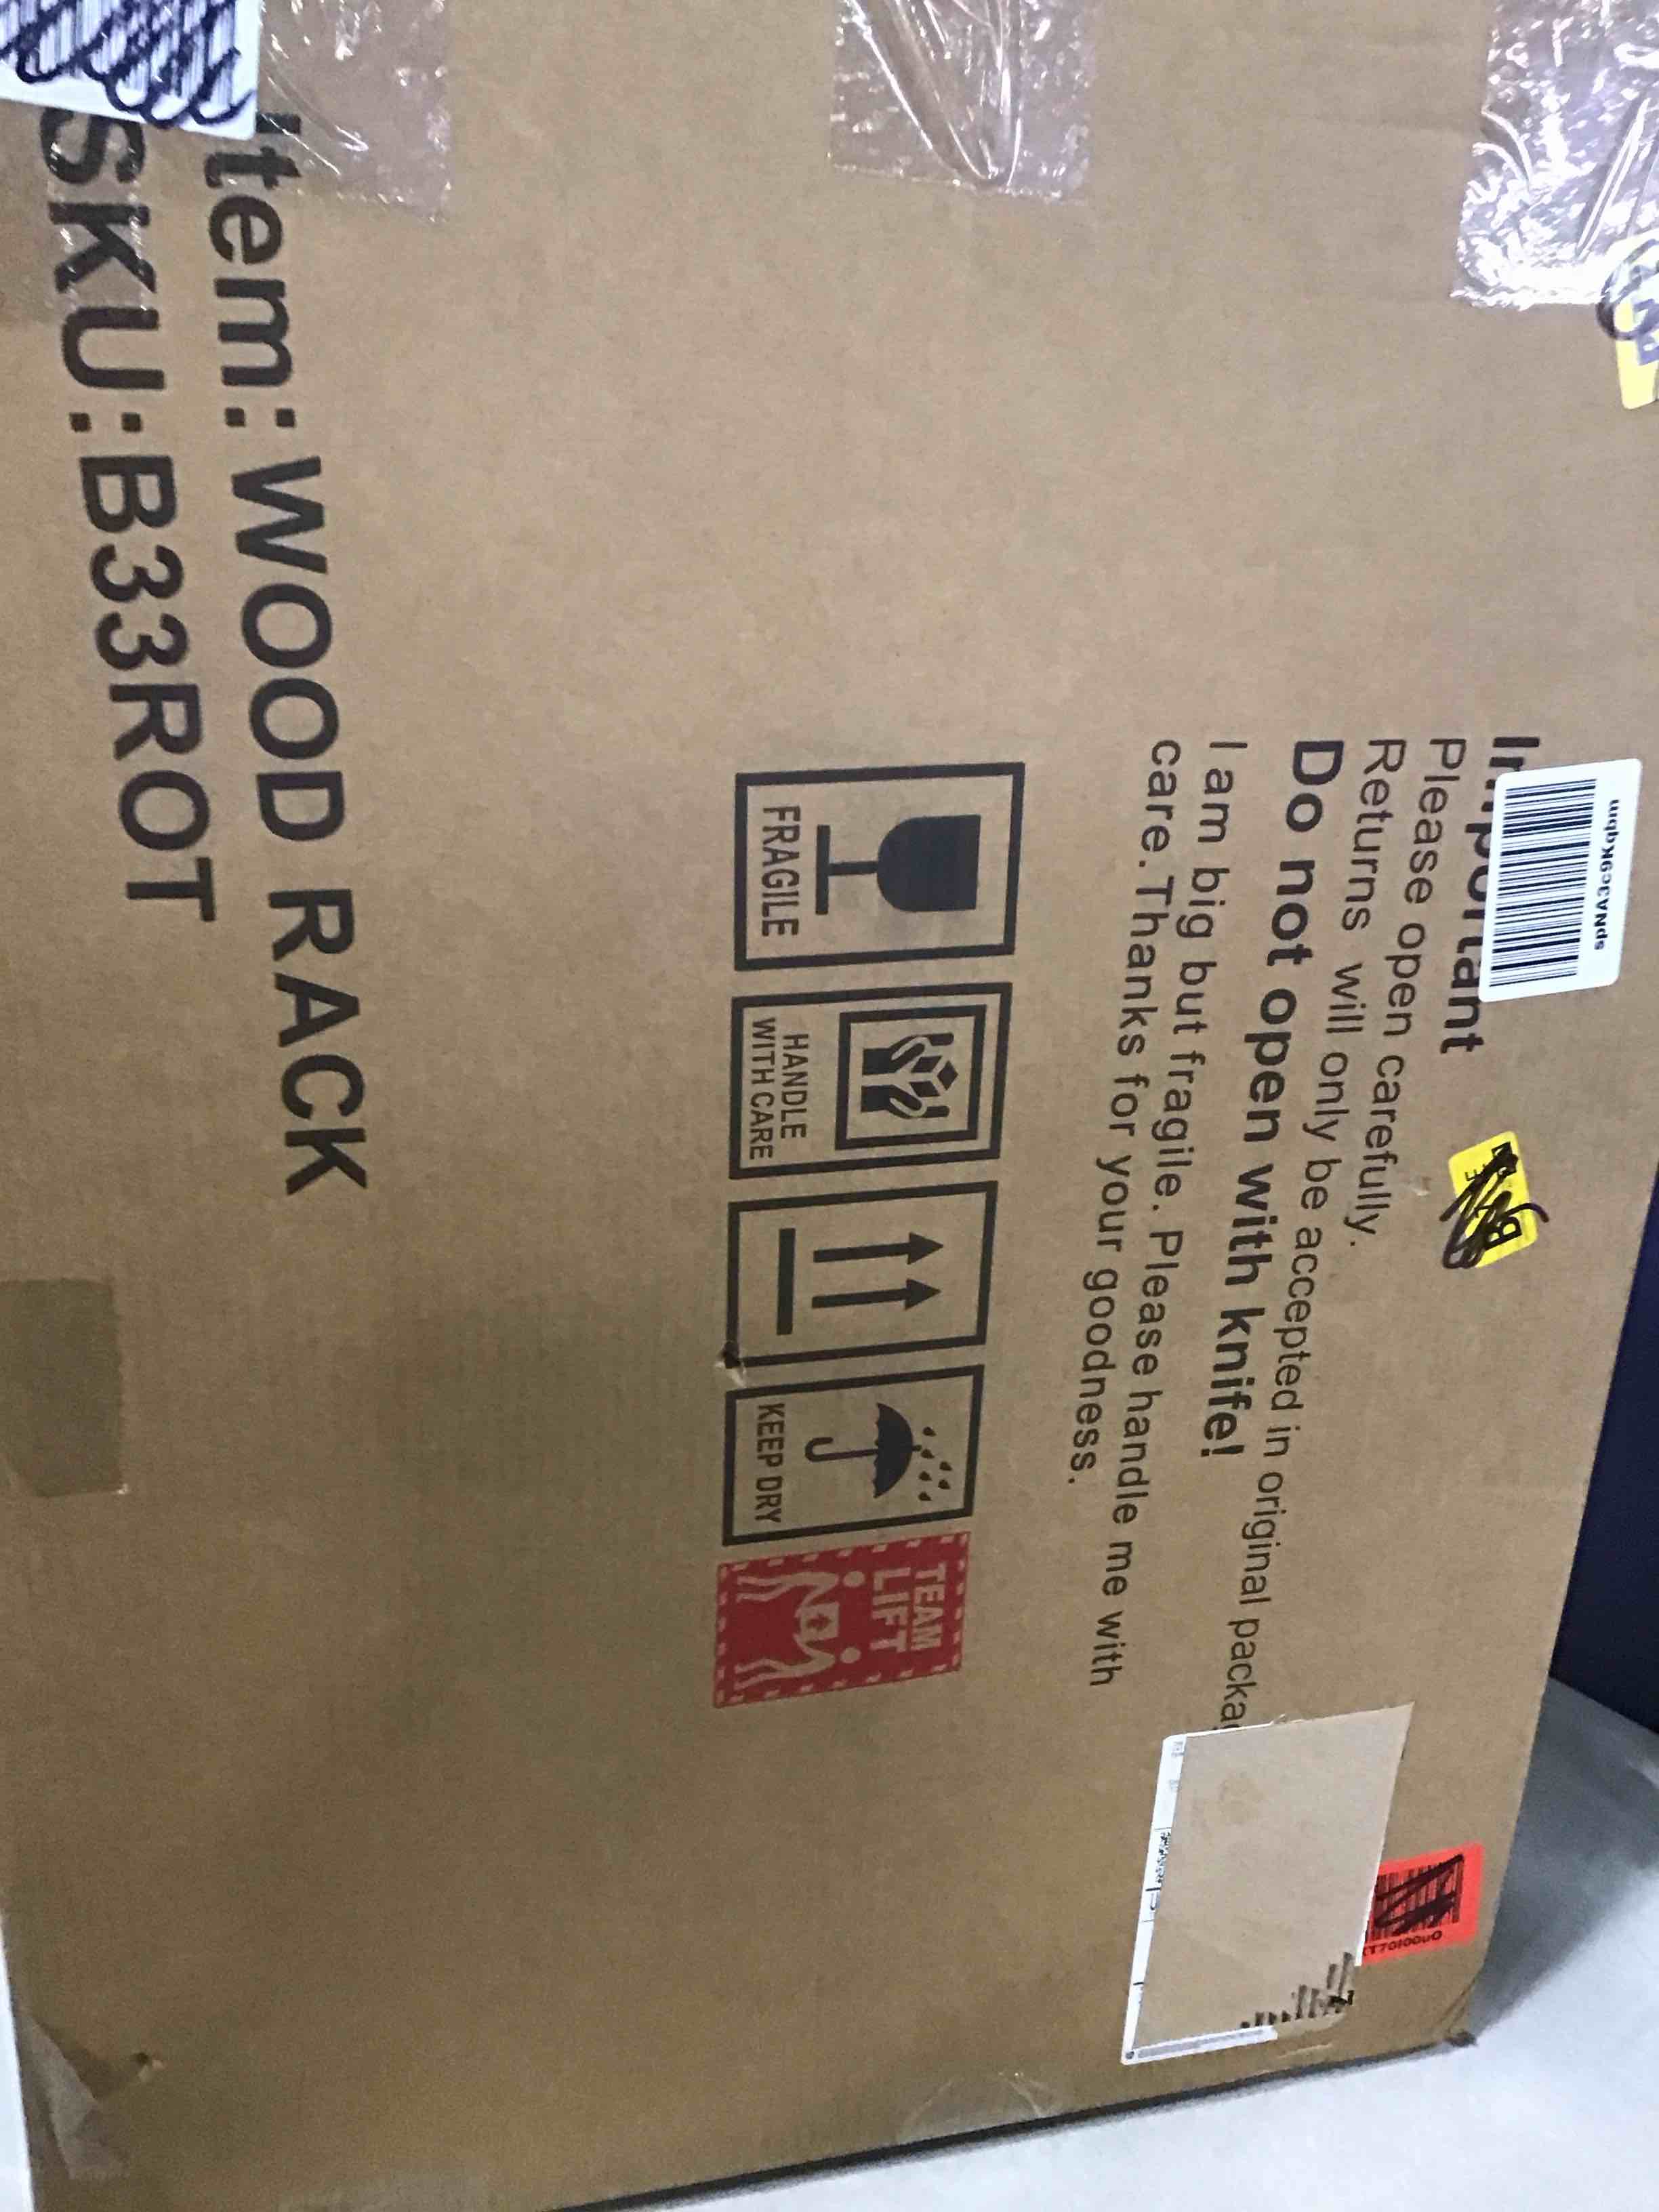 Important
Please open carefully.
Returns will only be accepted in original packa
Do not open with knife!
I am big but fragile. Please handle me with
care. Thanks for your goodness.
FRAGILE
HANDLE
WITH CARE
KEEP DRY
TEAM
LIFT
Item: WOOD RACK
SKU:B33ROT